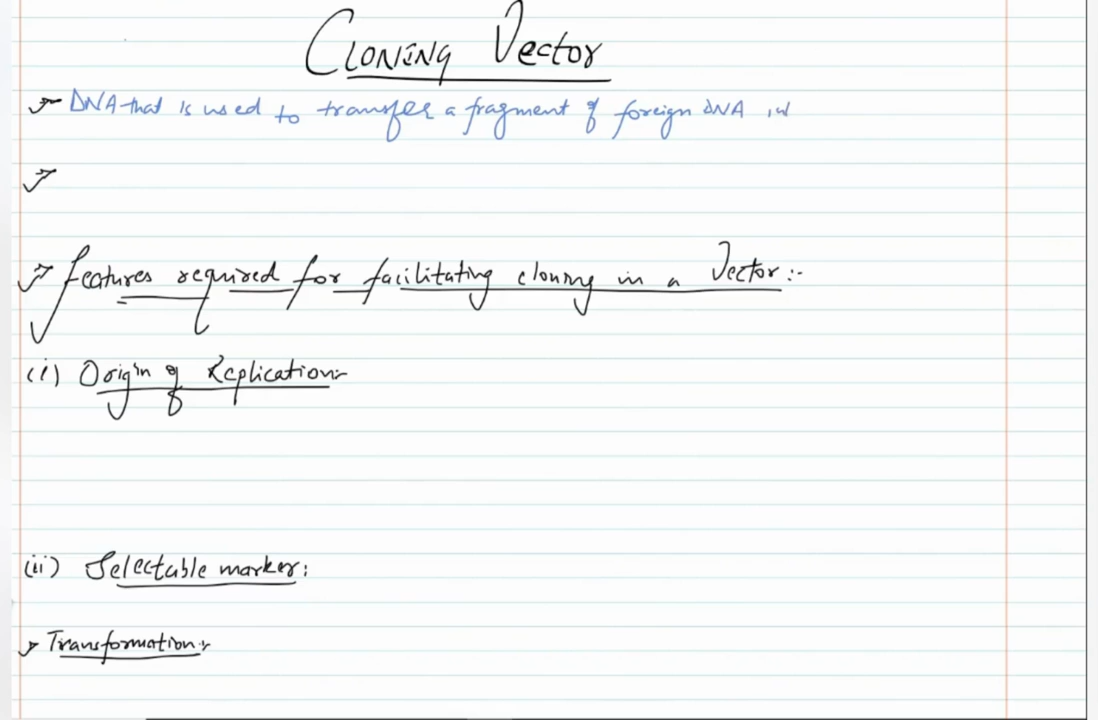 Cloning Vector
DNA that is used to transfer a fragment of foreign DNA in
Features required for facilitating cloning in a Vector:-
(i) Origin of Replication:-
(ii) Selectable marker:
Transformation: